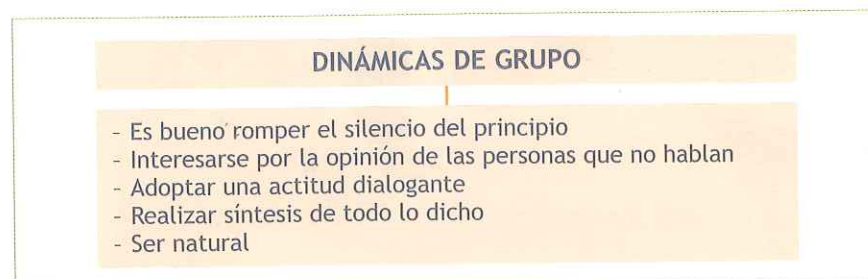 DINÁMICAS DE GRUPO
- Es bueno romper el silencio del principio
- Interesarse por la opinión de las personas que no hablan
- Adoptar una actitud dialogante
- Realizar síntesis de todo lo dicho
- Ser natural